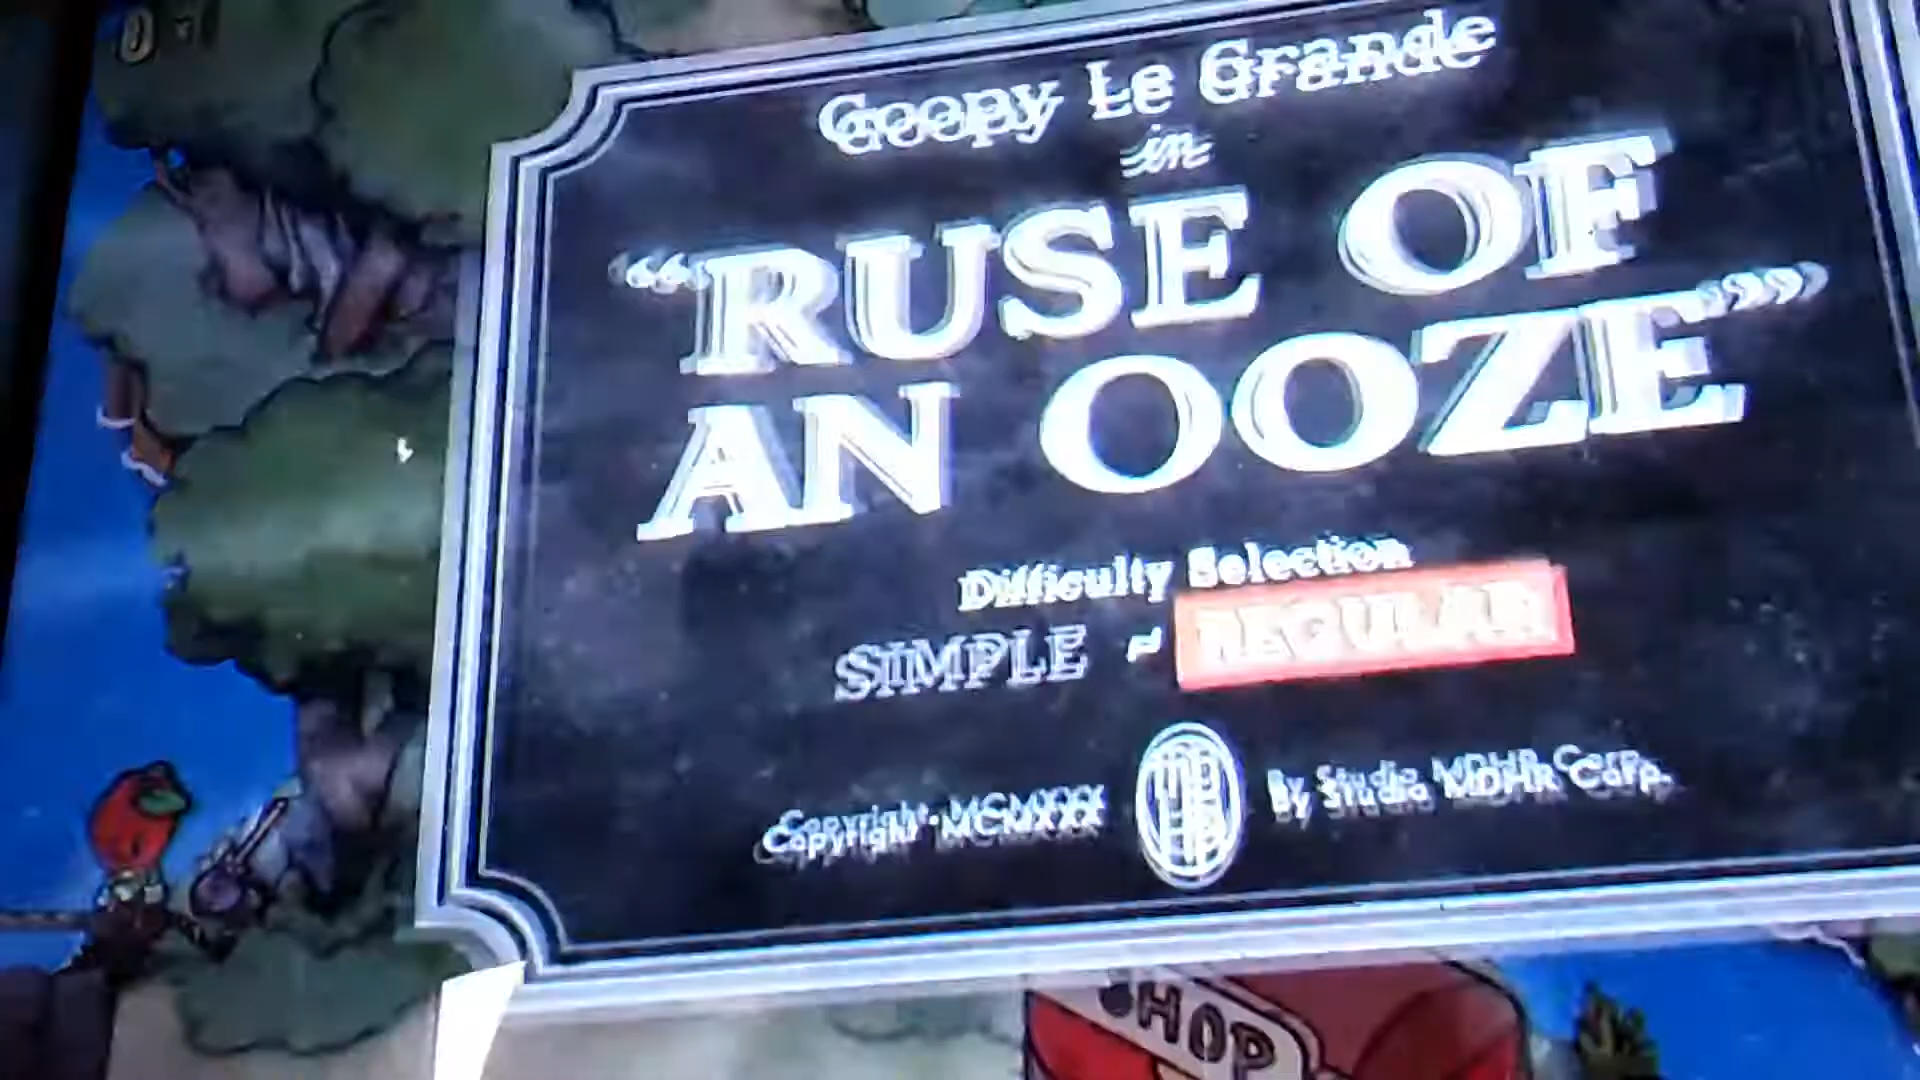 Goopy Le Grande
in
“RUSE OF
AN OOZE”
Difficulty Selection
SIMPLE ~ REGULAR
Copyright • MCMXXX By Studio MDHR Corp.
SHOP